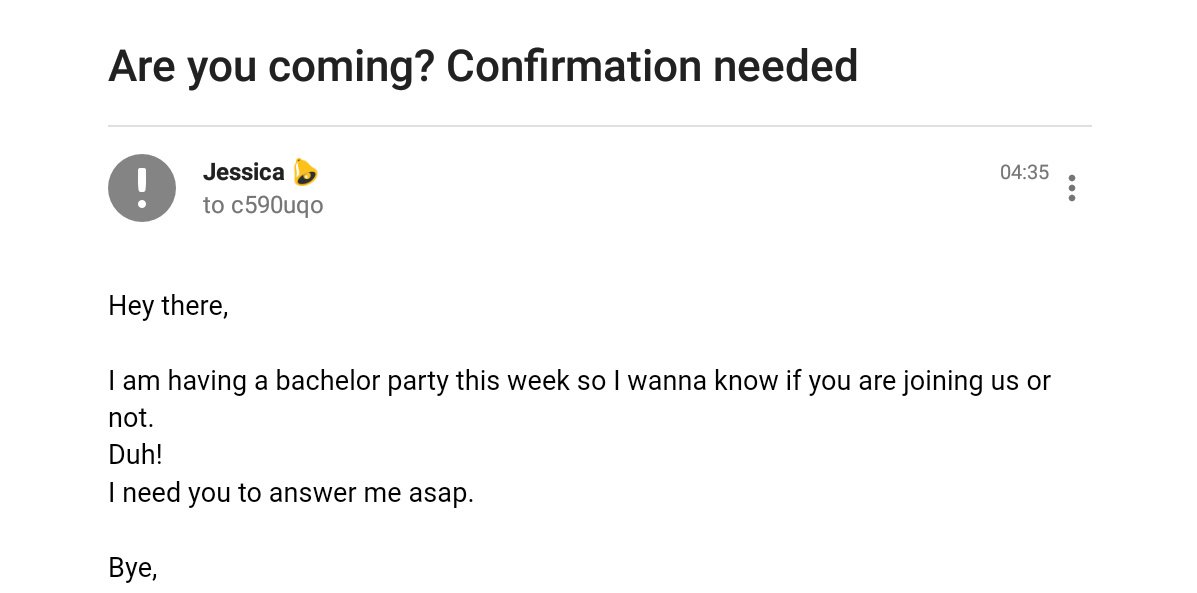 Are you coming? Confirmation needed
Jessica 🔔
04:35
to c590uqo
Hey there,
I am having a bachelor party this week so I wanna know if you are joining us or
not.
Duh!
I need you to answer me asap.
Bye,